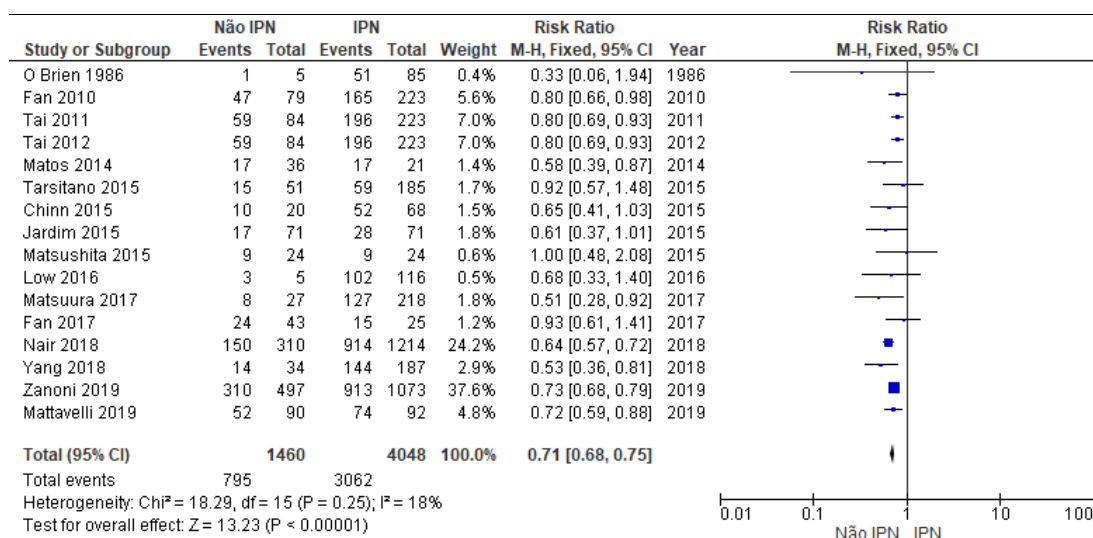 Não IPN IPN Risk Ratio Risk Ratio
Study or Subgroup Events Total Events Total Weight M-H, Fixed, 95% CI Year M-H, Fixed, 95% CI
O Brien 1986 1 5 51 85 0.4% 0.33 [0.06, 1.94] 1986
Fan 2010 47 79 165 223 5.6% 0.80 [0.66, 0.98] 2010
Tai 2011 59 84 196 223 7.0% 0.80 [0.69, 0.93] 2011
Tai 2012 59 84 196 223 7.0% 0.80 [0.69, 0.93] 2012
Matos 2014 17 36 17 21 1.4% 0.58 [0.39, 0.87] 2014
Tarsitano 2015 15 51 59 185 1.7% 0.92 [0.57, 1.48] 2015
Chinn 2015 10 20 52 68 1.5% 0.65 [0.41, 1.03] 2015
Jardim 2015 17 71 28 71 1.8% 0.61 [0.37, 1.01] 2015
Matsushita 2015 9 24 9 24 0.6% 1.00 [0.48, 2.08] 2015
Low 2016 3 5 102 116 0.5% 0.68 [0.33, 1.40] 2016
Matsuura 2017 8 27 127 218 1.8% 0.51 [0.28, 0.92] 2017
Fan 2017 24 43 15 25 1.2% 0.93 [0.61, 1.41] 2017
Nair 2018 150 310 914 1214 24.2% 0.64 [0.57, 0.72] 2018
Yang 2018 14 34 144 187 2.9% 0.53 [0.36, 0.81] 2018
Zanoni 2019 310 497 913 1073 37.6% 0.73 [0.68, 0.79] 2019
Mattavelli 2019 52 90 74 92 4.8% 0.72 [0.59, 0.88] 2019
Total (95% CI) 1460 4048 100.0% 0.71 [0.68, 0.75]
Total events 795 3062
Heterogeneity: Chi² = 18.29, df = 15 (P = 0.25); I² = 18%
Test for overall effect: Z = 13.23 (P < 0.00001)
0.01 0.1 1 10 100
Não IPN IPN